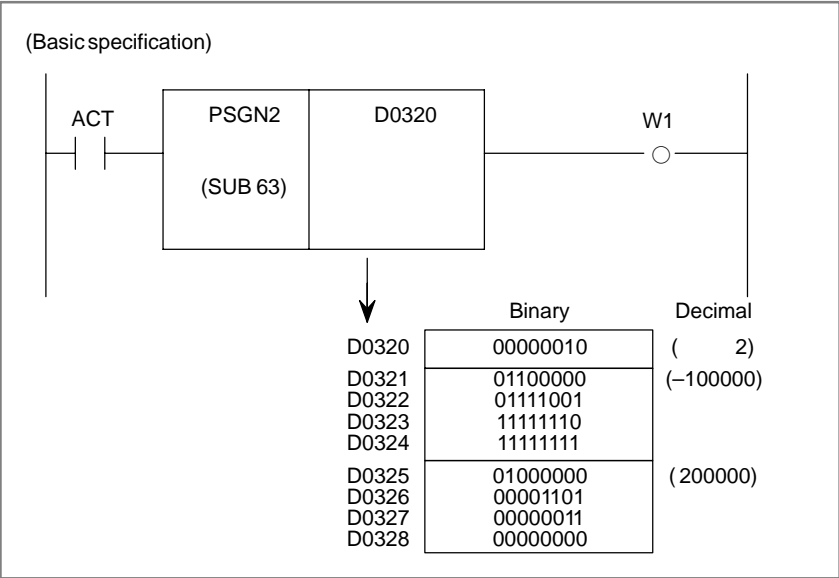 (Basic specification)
ACT
PSGN2
D0320
W1
(SUB 63)
Binary
Decimal
D0320 00000010 ( 2)
D0321 01100000 (–100000)
D0322 01111001
D0323 11111110
D0324 11111111
D0325 01000000 ( 200000)
D0326 00001101
D0327 00000011
D0328 00000000